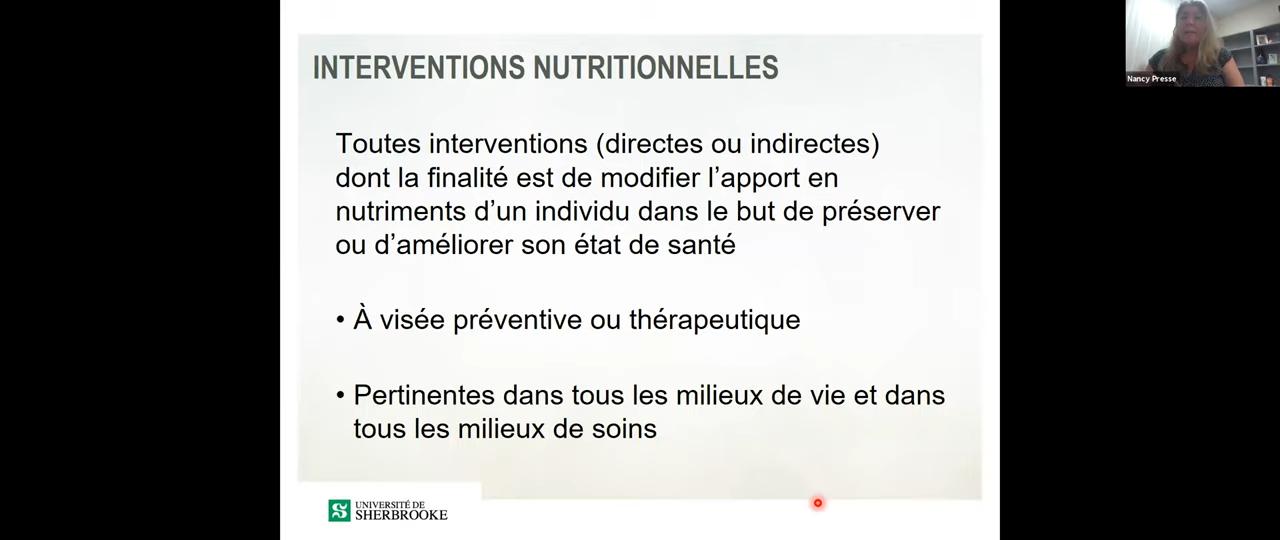 INTERVENTIONS NUTRITIONNELLES
Nancy Presse
Toutes interventions (directes ou indirectes)
dont la finalité est de modifier l’apport en
nutriments d’un individu dans le but de préserver
ou d’améliorer son état de santé
• À visée préventive ou thérapeutique
• Pertinentes dans tous les milieux de vie et dans
tous les milieux de soins
UNIVERSITÉ DE
SHERBROOKE